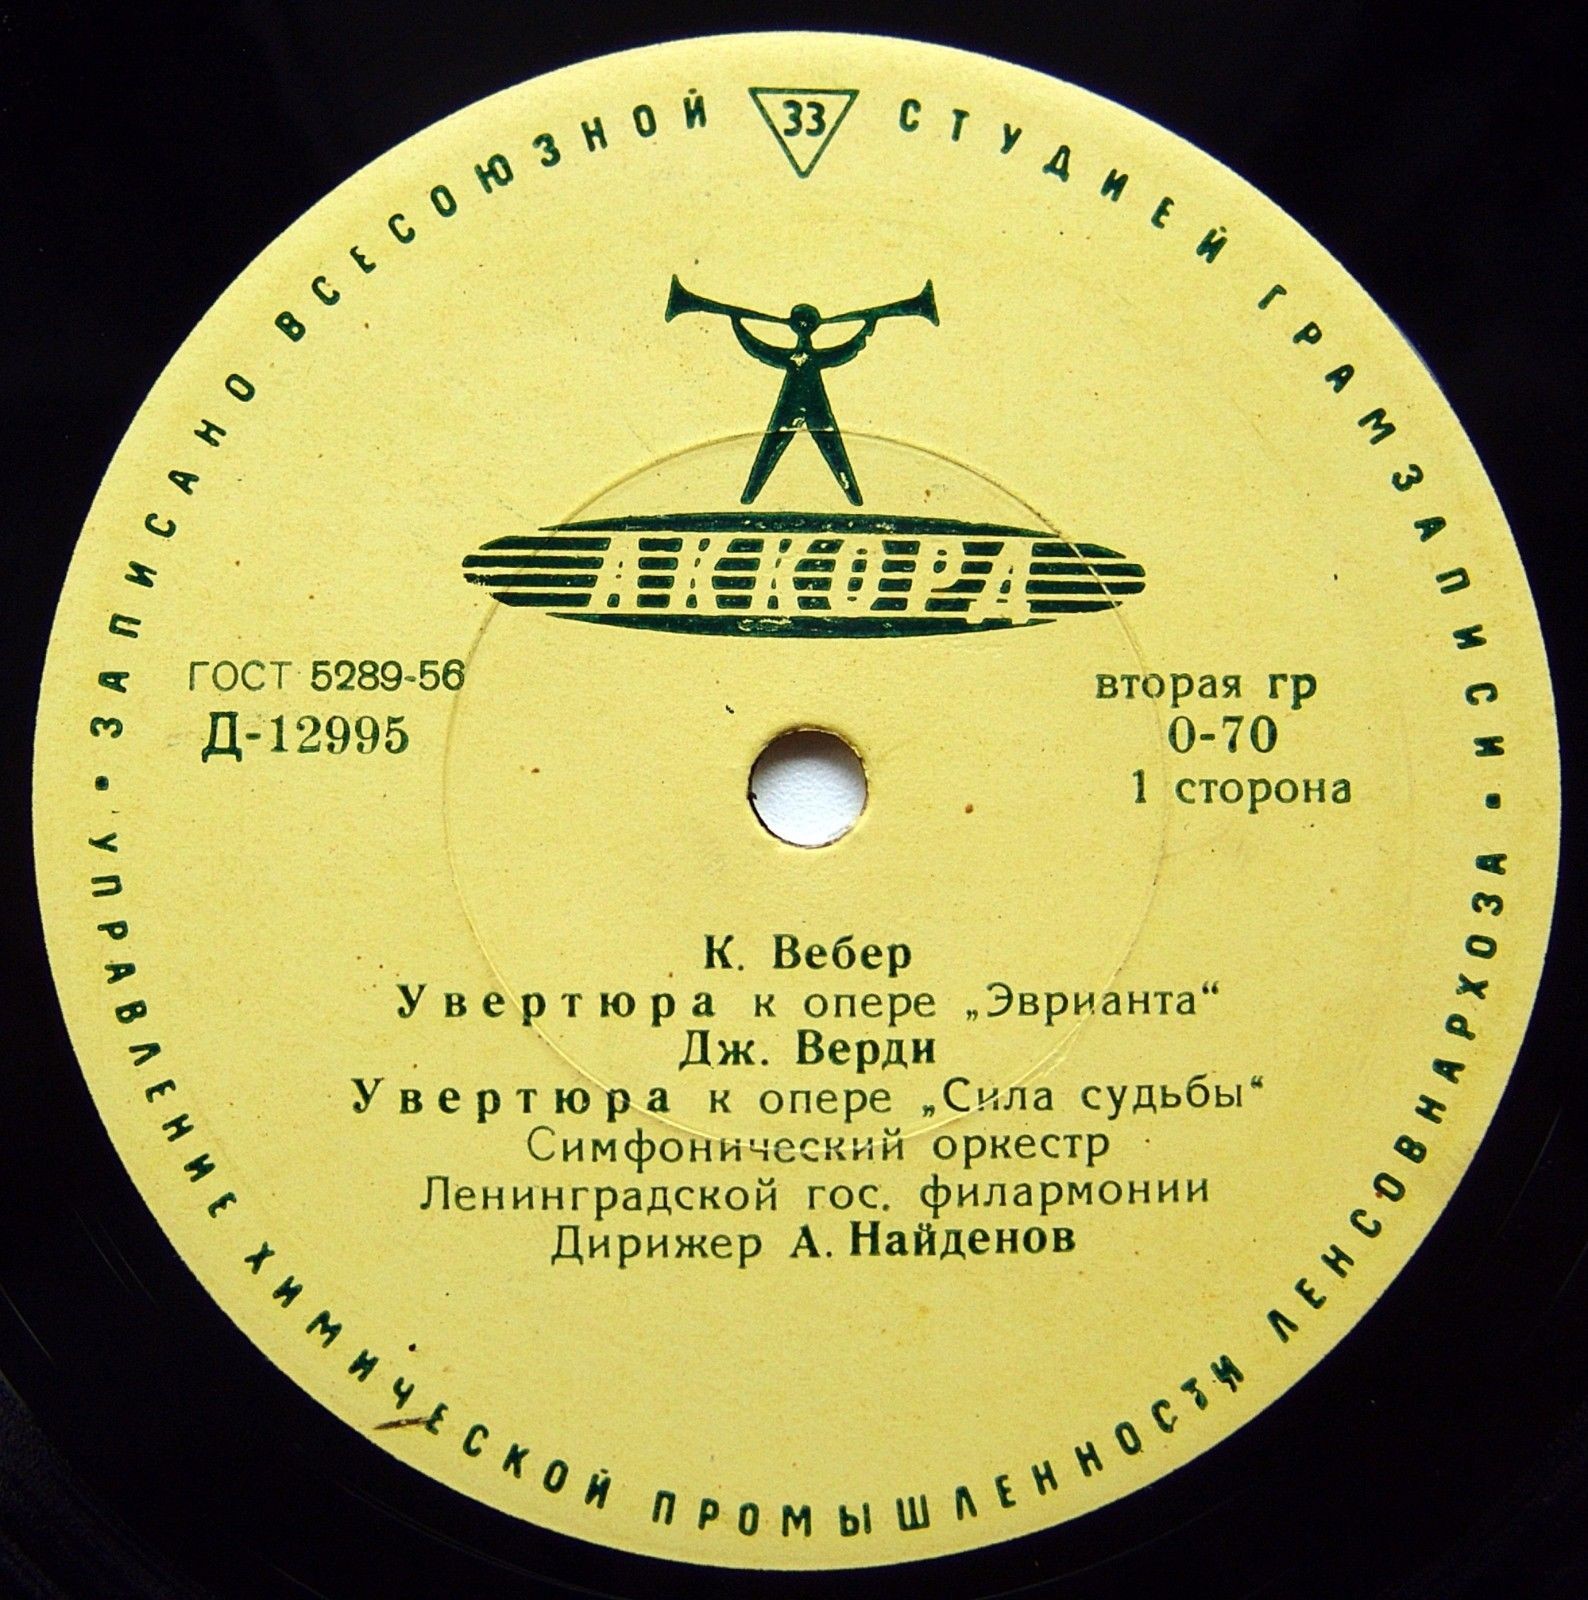 ЗАПИСАНО ВСЕСОЮЗНОЙ СТУДИЕЙ ГРАМЗАПИСИ •
33
АККОРД
ГОСТ 5289-56
Д-12995
вторая гр
0-70
1 сторона
К. Вебер
Увертюра к опере „Эврианта“
Дж. Верди
Увертюра к опере „Сила судьбы“
Симфонический оркестр
Ленинградской гос. филармонии
Дирижер А. Найденов
УПРАВЛЕНИЕ ХИМИЧЕСКОЙ ПРОМЫШЛЕННОСТИ ЛЕНСОВНАРХОЗА •